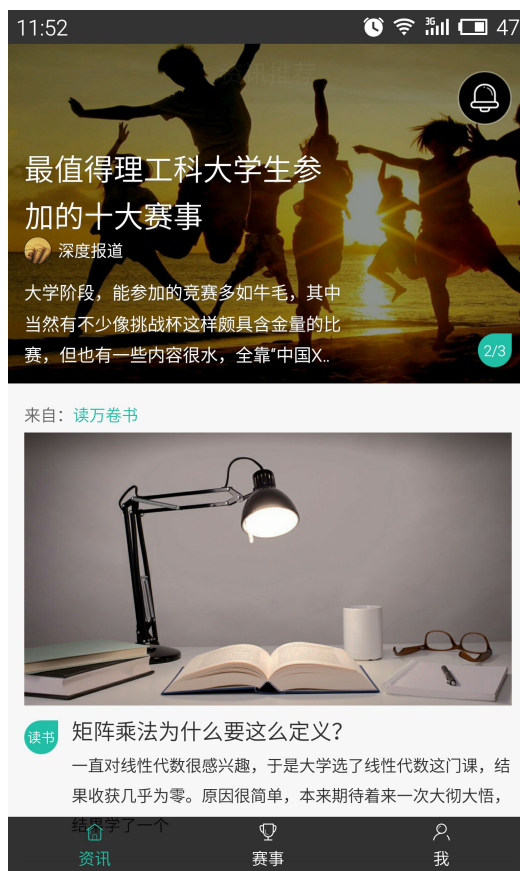 11:52
3G
47
资讯推荐
最值得理工科大学生参
加的十大赛事
深度报道
大学阶段，能参加的竞赛多如牛毛，其中
当然有不少像挑战杯这样颇具含金量的比
赛，但也有一些内容很水，全靠“中国X..
2/3
来自：读万卷书
读书
矩阵乘法为什么要这么定义？
一直对线性代数很感兴趣，于是大学选了线性代数这门课，结
果收获几乎为零。原因很简单，本来期待着来一次大彻大悟，
结果学了一个
资讯
赛事
我